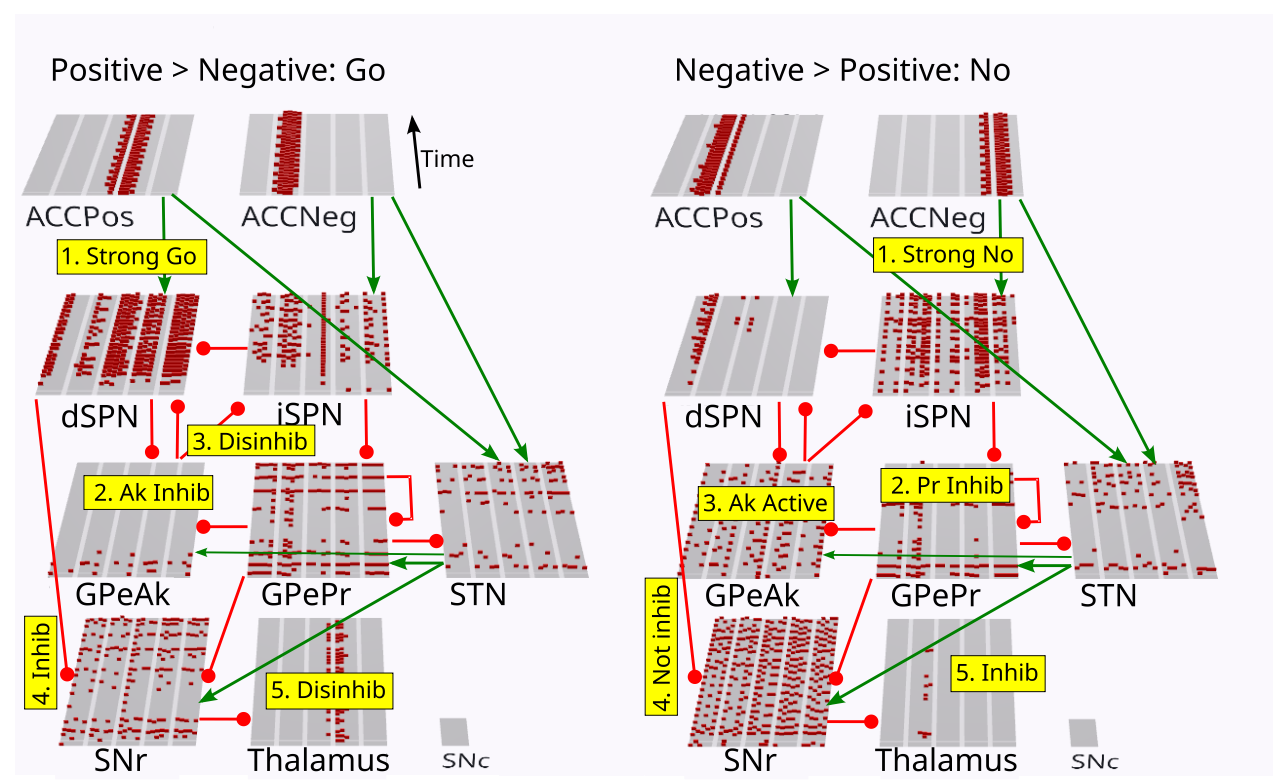 Positive > Negative: Go
Negative > Positive: No
Time
ACCPos
ACCNeg
1. Strong Go
dSPN
iSPN
3. Disinhib
2. Ak Inhib
GPeAk
GPePr
STN
4. Inhib
5. Disinhib
SNr
Thalamus
SNc
ACCPos
ACCNeg
1. Strong No
dSPN
iSPN
3. Ak Active
2. Pr Inhib
GPeAk
GPePr
STN
4. Not inhib
5. Inhib
SNr
Thalamus
SNc